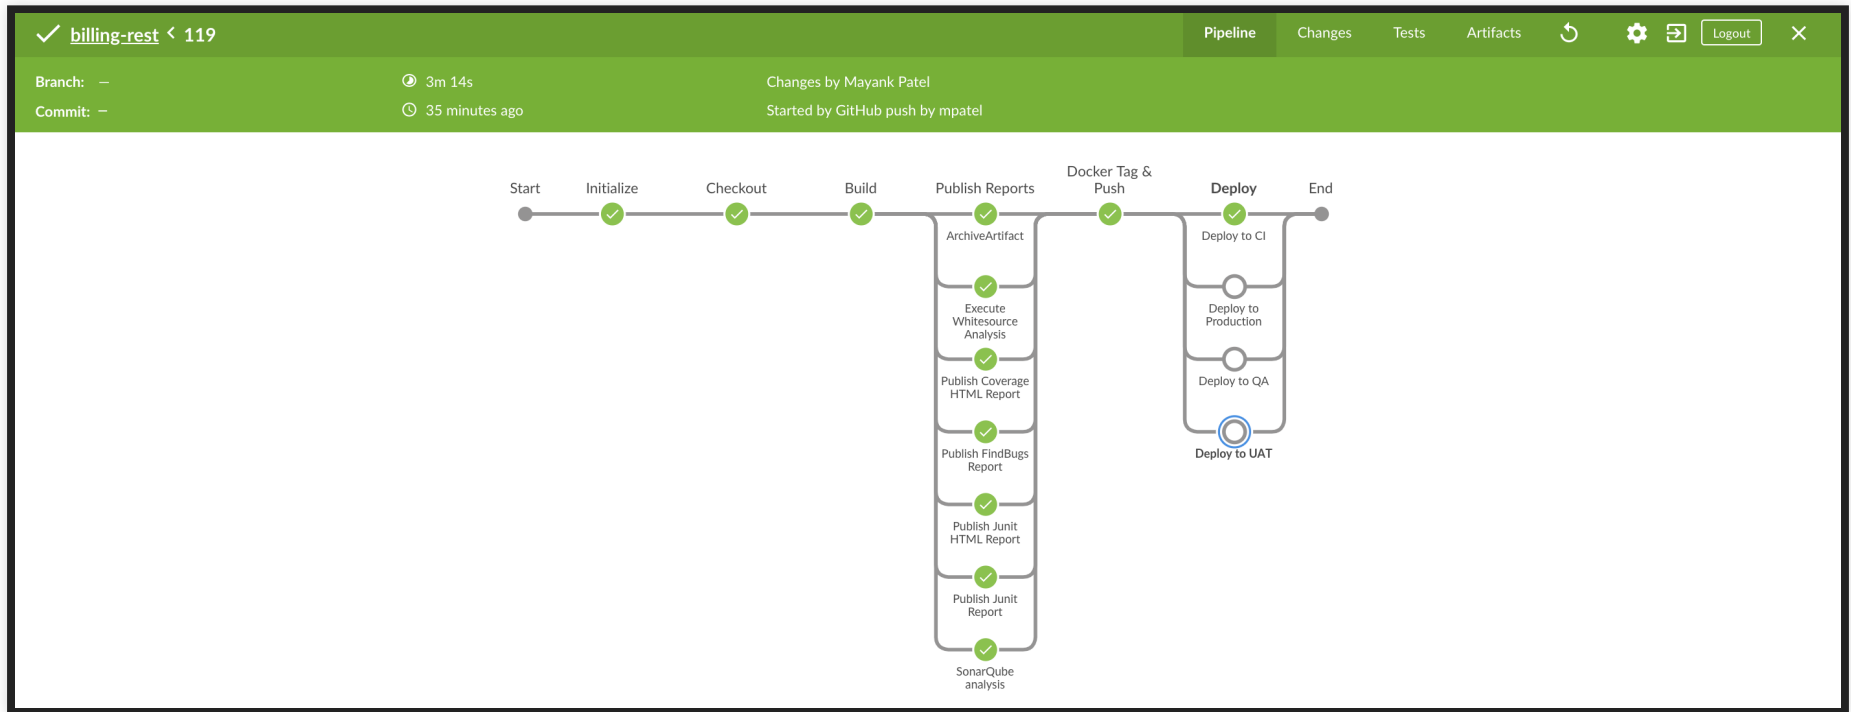 billing-rest < 119
Pipeline
Changes
Tests
Artifacts
Logout
Branch: —
3m 14s
Changes by Mayank Patel
Commit: —
35 minutes ago
Started by GitHub push by mpatel
Start
Initialize
Checkout
Build
Publish Reports
Docker Tag &
Push
Deploy
End
ArchiveArtifact
Execute
Whitesource
Analysis
Publish Coverage
HTML Report
Publish FindBugs
Report
Publish Junit
HTML Report
Publish Junit
Report
SonarQube
analysis
Deploy to CI
Deploy to
Production
Deploy to QA
Deploy to UAT